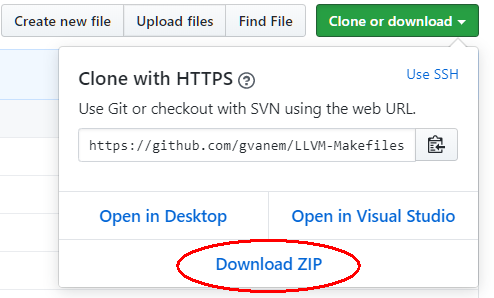 Create new file Upload files Find File Clone or download
Clone with HTTPS ? Use SSH
Use Git or checkout with SVN using the web URL.
https://github.com/gvanem/LLVM-Makefiles
Open in Desktop Open in Visual Studio
Download ZIP